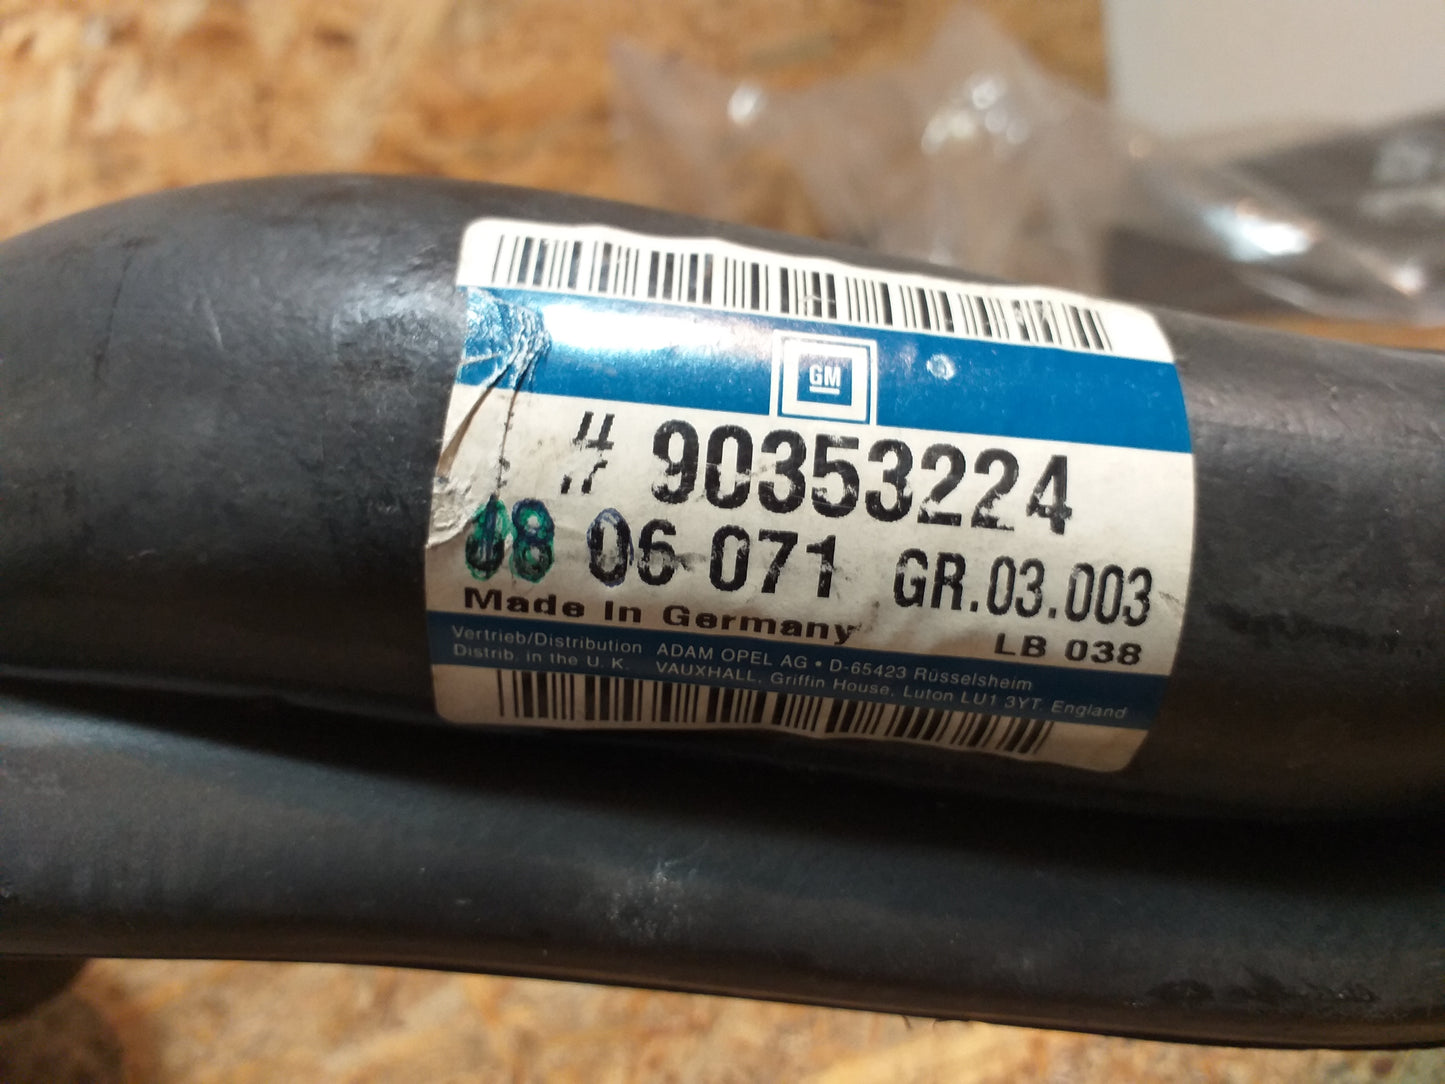 GM
# 90353224
08 06 071 GR.03.003
Made In Germany
LB 038
Vertrieb/Distribution ADAM OPEL AG • D-65423 Rüsselsheim
Distrib. in the U. K. VAUXHALL, Griffin House, Luton LU1 3YT, England